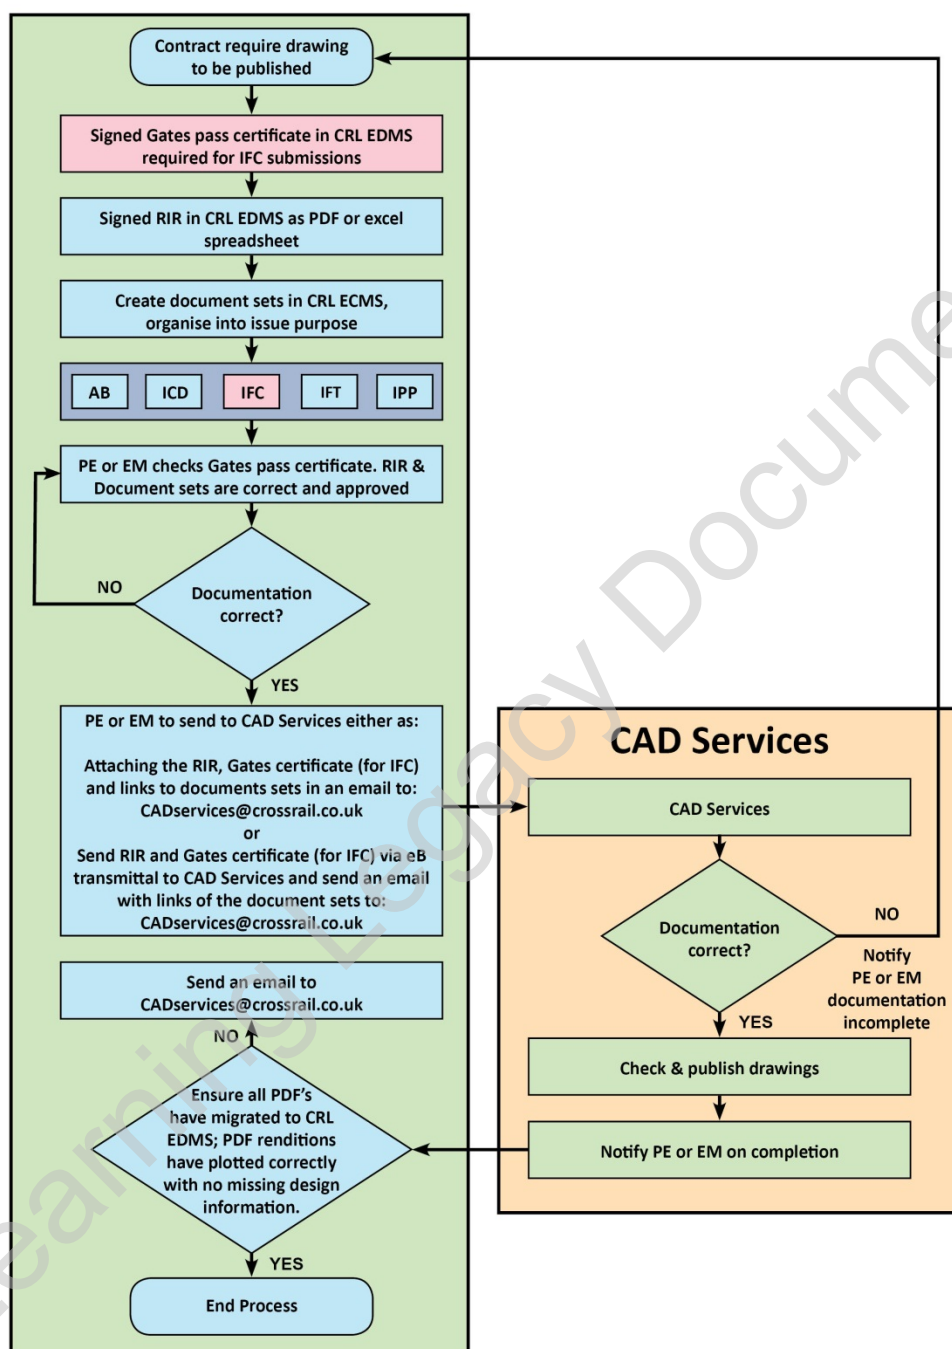 Contract require drawing
to be published
Signed Gates pass certificate in CRL EDMS
required for IFC submissions
Signed RIR in CRL EDMS as PDF or excel
spreadsheet
Create document sets in CRL ECMS,
organise into issue purpose
AB
ICD
IFC
IFT
IPP
PE or EM checks Gates pass certificate. RIR &
Document sets are correct and approved
NO
Documentation
correct?
YES
PE or EM to send to CAD Services either as:
Attaching the RIR, Gates certificate (for IFC)
and links to documents sets in an email to:
CADservices@crossrail.co.uk
or
Send RIR and Gates certificate (for IFC) via eB
transmittal to CAD Services and send an email
with links of the document sets to:
CADservices@crossrail.co.uk
CAD Services
CAD Services
Documentation
correct?
NO
Notify
PE or EM
documentation
incomplete
YES
Check & publish drawings
Notify PE or EM on completion
Send an email to
CADservices@crossrail.co.uk
NO
Ensure all PDF's
have migrated to CRL
EDMS; PDF renditions
have plotted correctly
with no missing design
information.
YES
End Process
Learning Legacy Docume